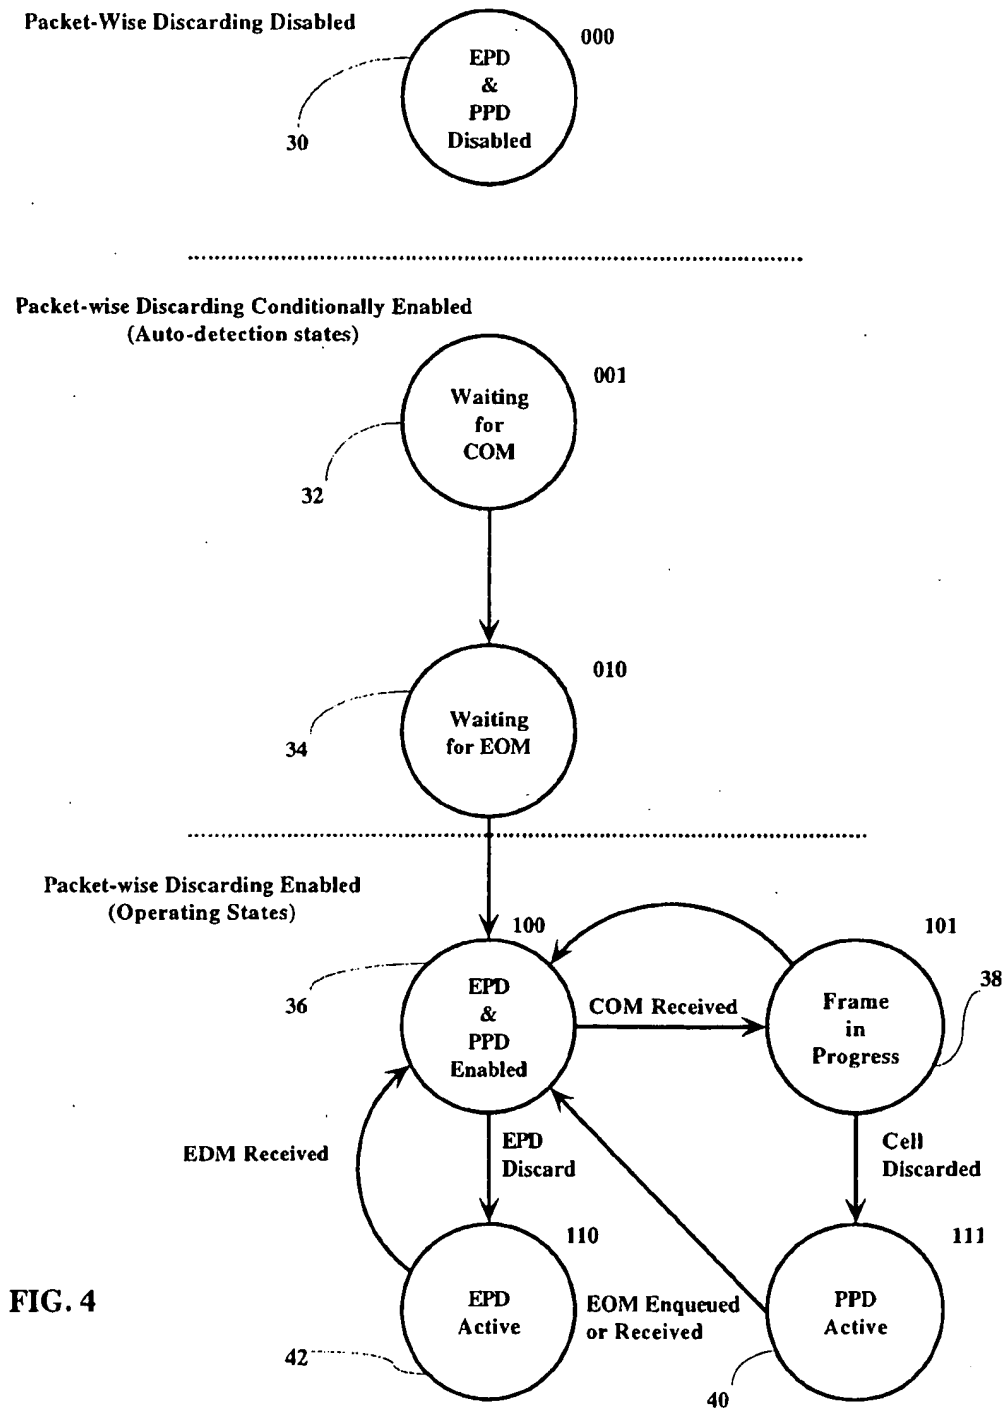 Packet-Wise Discarding Disabled
000
EPD
&
PPD
Disabled
30
Packet-wise Discarding Conditionally Enabled
(Auto-detection states)
001
Waiting
for
COM
32
010
Waiting
for EOM
34
Packet-wise Discarding Enabled
(Operating States)
100
101
EPD
&
PPD
Enabled
36
COM Received
Frame
in
Progress
38
EDM Received
EPD
Discard
Cell
Discarded
110
111
EPD
Active
EOM Enqueued
or Received
PPD
Active
42
40
FIG. 4